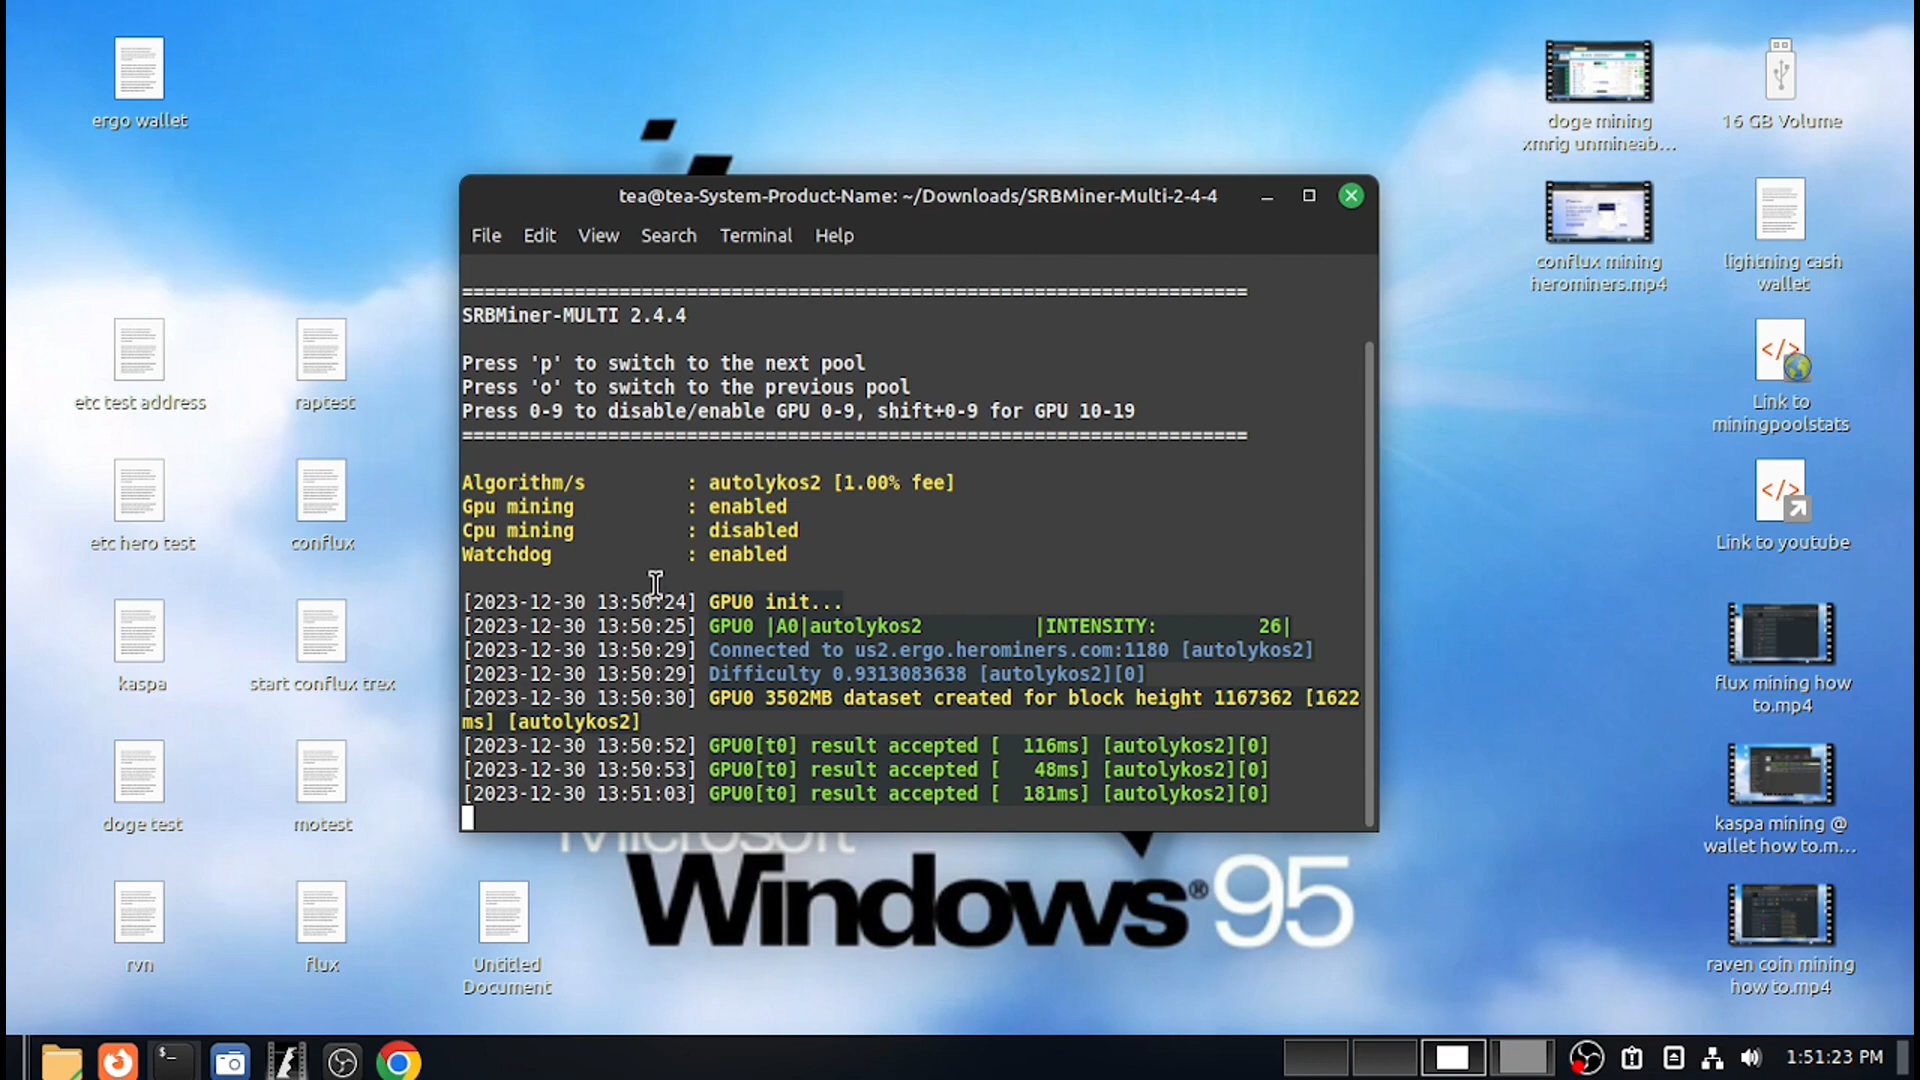 ergo wallet
doge mining
xmrig unmineab...
16 GB Volume
tea@tea-System-Product-Name: ~/Downloads/SRBMiner-Multi-2-4-4
File Edit View Search Terminal Help
================================================================
SRBMiner-MULTI 2.4.4
Press 'p' to switch to the next pool
Press 'o' to switch to the previous pool
Press 0-9 to disable/enable GPU 0-9, shift+0-9 for GPU 10-19
================================================================
Algorithm/s : autolykos2 [1.00% fee]
Gpu mining : enabled
Cpu mining : disabled
Watchdog : enabled
[2023-12-30 13:50:24] GPU0 init...
[2023-12-30 13:50:25] GPU0 |A0|autolykos2 |INTENSITY: 26|
[2023-12-30 13:50:29] Connected to us2.ergo.herominers.com:1180 [autolykos2]
[2023-12-30 13:50:29] Difficulty 0.9313083638 [autolykos2][0]
[2023-12-30 13:50:30] GPU0 3502MB dataset created for block height 1167362 [1622
ms] [autolykos2]
[2023-12-30 13:50:52] GPU0[t0] result accepted [ 116ms] [autolykos2][0]
[2023-12-30 13:50:53] GPU0[t0] result accepted [ 48ms] [autolykos2][0]
[2023-12-30 13:51:03] GPU0[t0] result accepted [ 181ms] [autolykos2][0]
conflux mining
herominers.mp4
lightning cash
wallet
etc test address
raptest
Link to
miningpoolstats
etc hero test
conflux
Link to youtube
kaspa
start conflux trex
flux mining how
to.mp4
doge test
motest
kaspa mining @
wallet how to.m...
Microsoft
Windows® 95
rvn
flux
Untitled
Document
raven coin mining
how to.mp4
1:51:23 PM